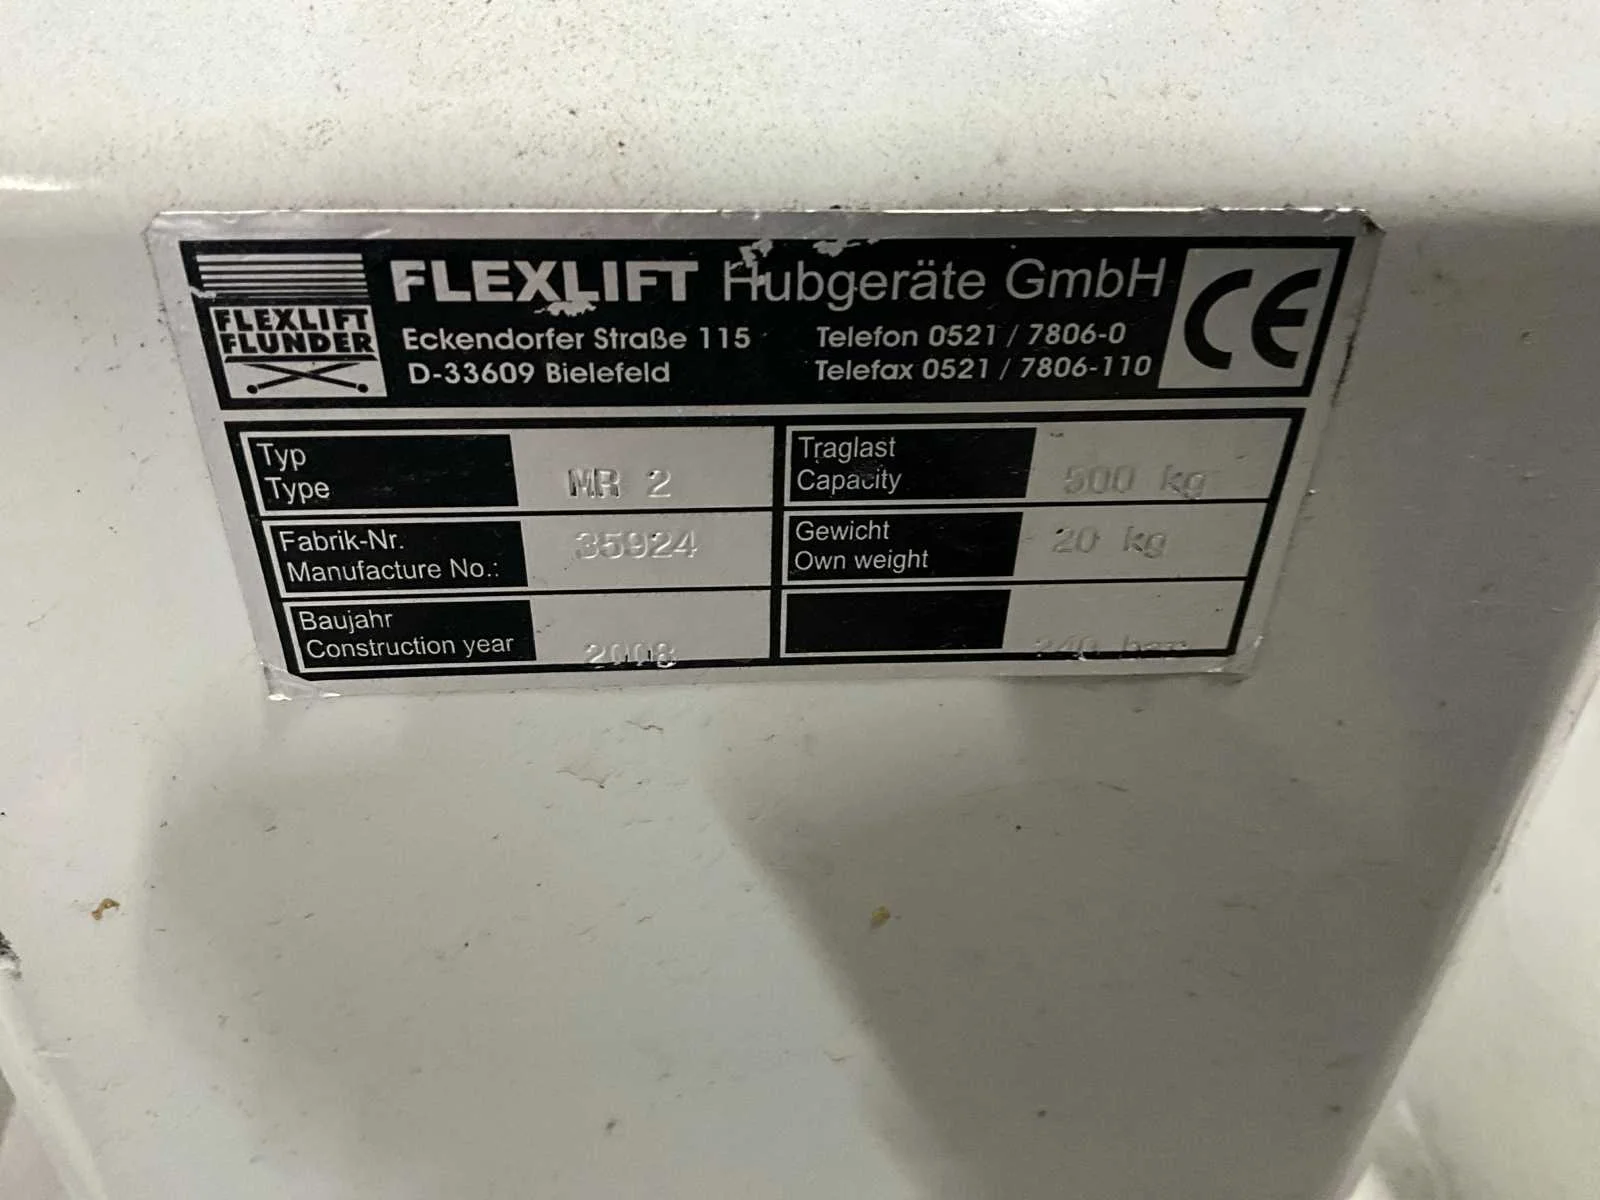 FLEXLIFT
FLUNDER
FLEXLIFT Hubgeräte GmbH
Eckendorfer Straße 115
D-33609 Bielefeld
Telefon 0521 / 7806-0
Telefax 0521 / 7806-110
CE
Typ
Type
MR 2
Traglast
Capacity
500 kg
Fabrik-Nr.
Manufacture No.:
35924
Gewicht
Own weight
20 kg
Baujahr
Construction year
2008
240 bar